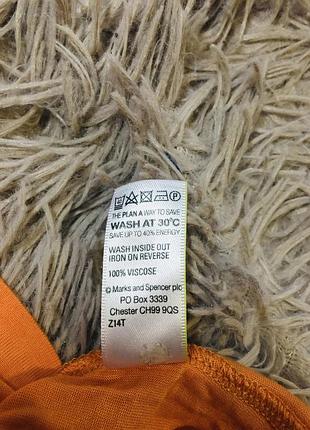 THE PLAN A WAY TO SAVE
WASH AT 30°C
SAVE UP TO 40% ENERGY
WASH INSIDE OUT
IRON ON REVERSE
100% VISCOSE
© Marks and Spencer plc
PO Box 3339
Chester CH99 9QS
Z14T